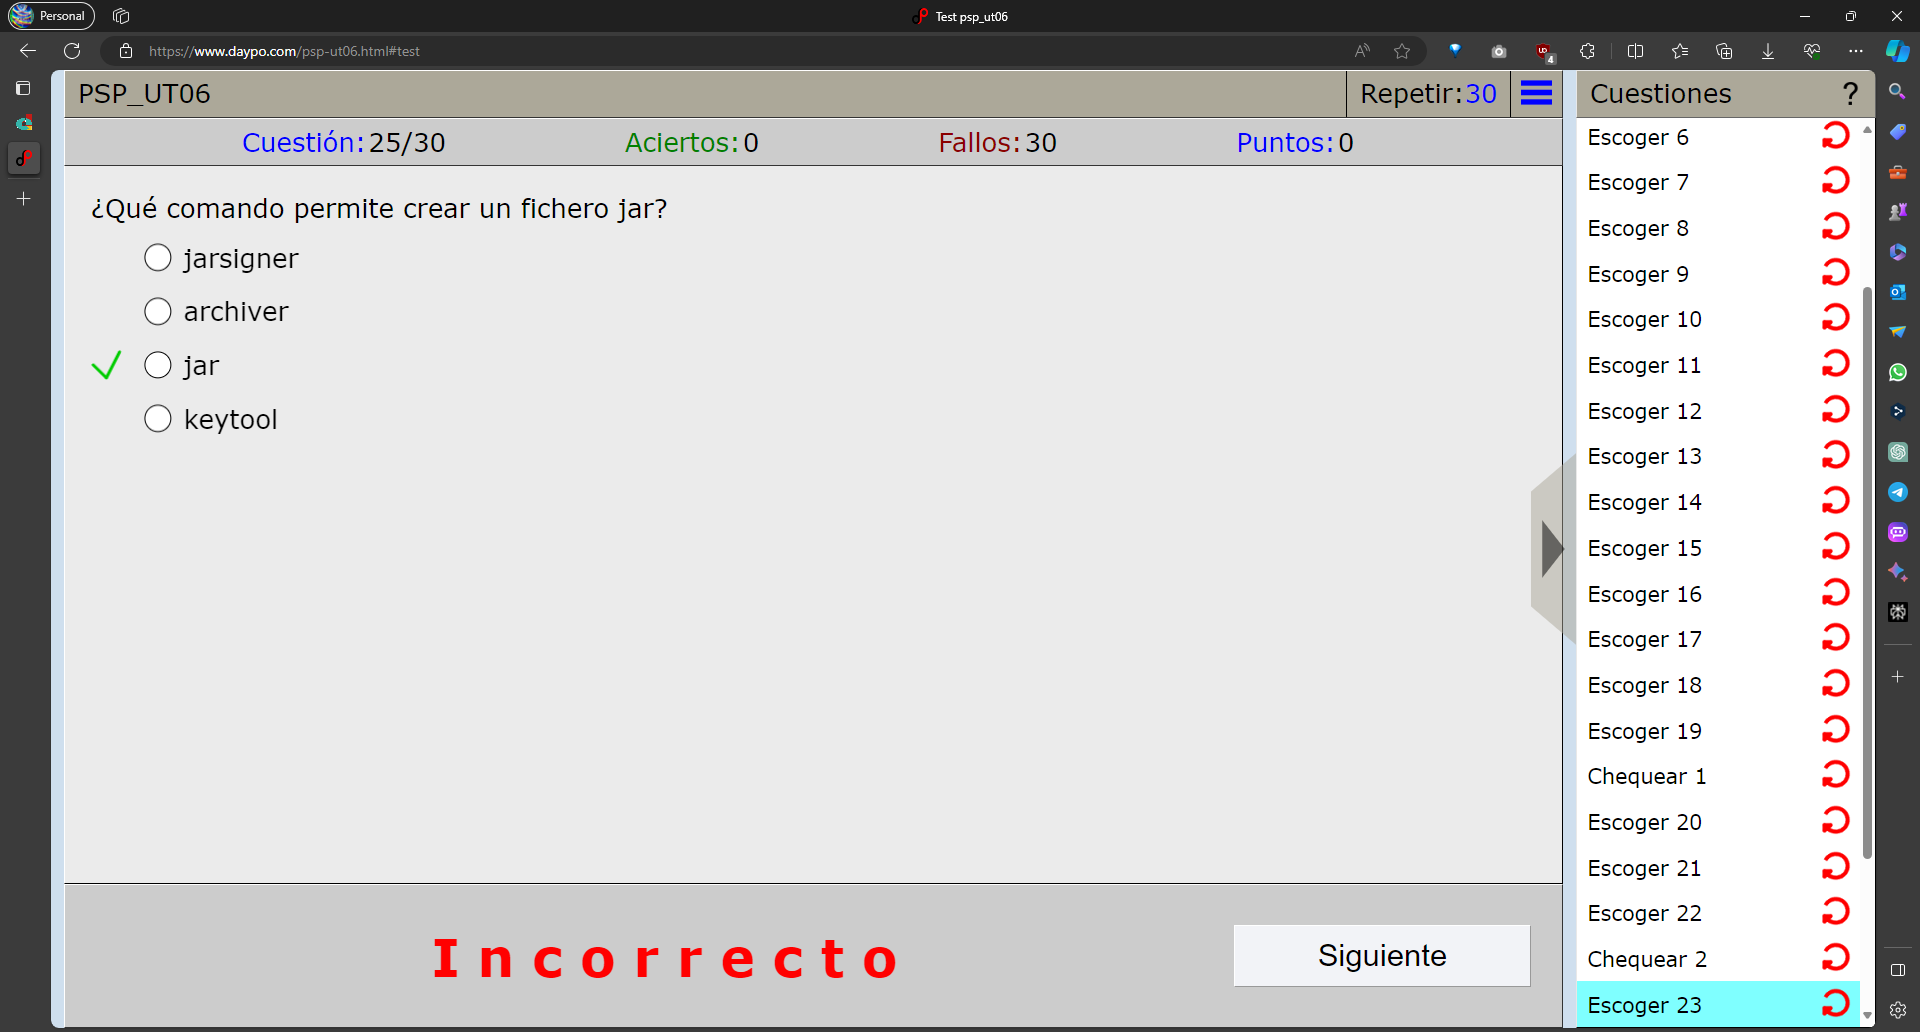 Personal
Test psp_ut06
https://www.daypo.com/psp-ut06.html#test
PSP_UT06
Repetir:30
Cuestiones
?
Cuestión:25/30
Aciertos:0
Fallos:30
Puntos:0
¿Qué comando permite crear un fichero jar?
jarsigner
archiver
jar
keytool
Incorrecto
Siguiente
Escoger 6
Escoger 7
Escoger 8
Escoger 9
Escoger 10
Escoger 11
Escoger 12
Escoger 13
Escoger 14
Escoger 15
Escoger 16
Escoger 17
Escoger 18
Escoger 19
Chequear 1
Escoger 20
Escoger 21
Escoger 22
Chequear 2
Escoger 23
4